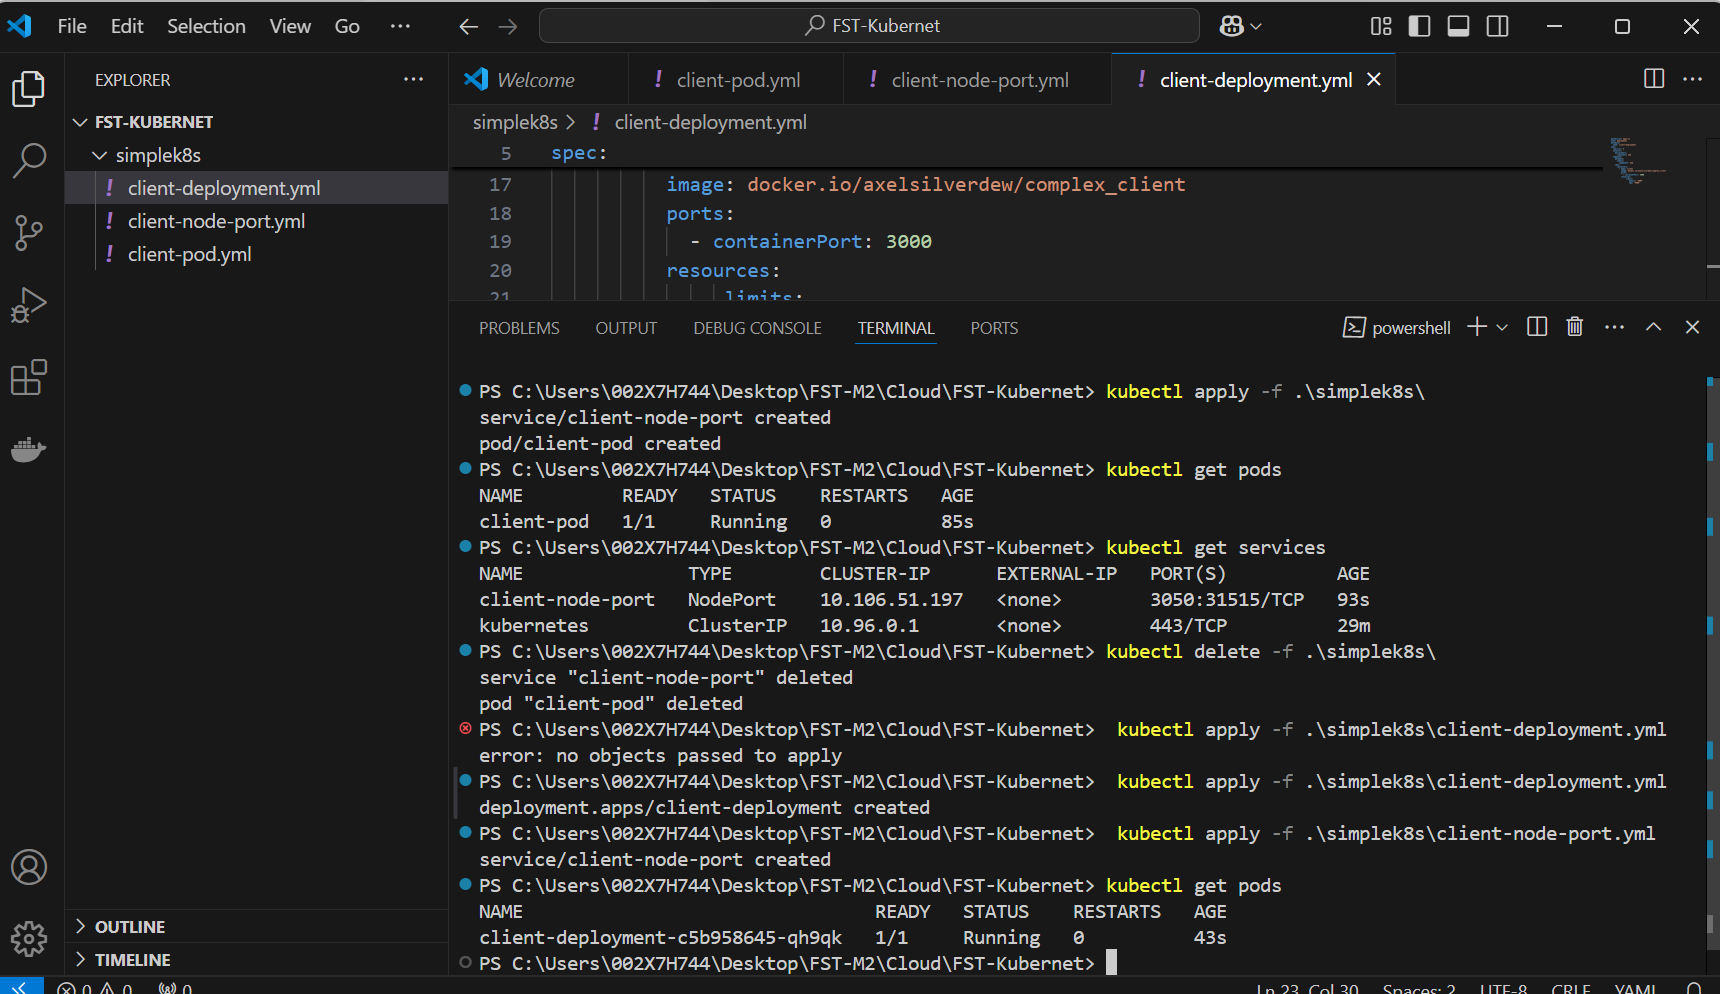 File Edit Selection View Go ··· FST-Kubernet
EXPLORER ···
FST-KUBERNET
simplek8s
! client-deployment.yml
! client-node-port.yml
! client-pod.yml
OUTLINE
TIMELINE
Welcome ! client-pod.yml ! client-node-port.yml ! client-deployment.yml
simplek8s > ! client-deployment.yml
5 spec:
17 image: docker.io/axelsilverdew/complex_client
18 ports:
19 - containerPort: 3000
20 resources:
21 limits:
PROBLEMS OUTPUT DEBUG CONSOLE TERMINAL PORTS powershell
PS C:\Users\002X7H744\Desktop\FST-M2\Cloud\FST-Kubernet> kubectl apply -f .\simplek8s\
service/client-node-port created
pod/client-pod created
PS C:\Users\002X7H744\Desktop\FST-M2\Cloud\FST-Kubernet> kubectl get pods
NAME READY STATUS RESTARTS AGE
client-pod 1/1 Running 0 85s
PS C:\Users\002X7H744\Desktop\FST-M2\Cloud\FST-Kubernet> kubectl get services
NAME TYPE CLUSTER-IP EXTERNAL-IP PORT(S) AGE
client-node-port NodePort 10.106.51.197 <none> 3050:31515/TCP 93s
kubernetes ClusterIP 10.96.0.1 <none> 443/TCP 29m
PS C:\Users\002X7H744\Desktop\FST-M2\Cloud\FST-Kubernet> kubectl delete -f .\simplek8s\
service "client-node-port" deleted
pod "client-pod" deleted
PS C:\Users\002X7H744\Desktop\FST-M2\Cloud\FST-Kubernet> kubectl apply -f .\simplek8s\client-deployment.yml
error: no objects passed to apply
PS C:\Users\002X7H744\Desktop\FST-M2\Cloud\FST-Kubernet> kubectl apply -f .\simplek8s\client-deployment.yml
deployment.apps/client-deployment created
PS C:\Users\002X7H744\Desktop\FST-M2\Cloud\FST-Kubernet> kubectl apply -f .\simplek8s\client-node-port.yml
service/client-node-port created
PS C:\Users\002X7H744\Desktop\FST-M2\Cloud\FST-Kubernet> kubectl get pods
NAME READY STATUS RESTARTS AGE
client-deployment-c5b958645-qh9qk 1/1 Running 0 43s
PS C:\Users\002X7H744\Desktop\FST-M2\Cloud\FST-Kubernet>
0 0 0 Ln 23, Col 30 Spaces: 2 UTF-8 CRLF YAML